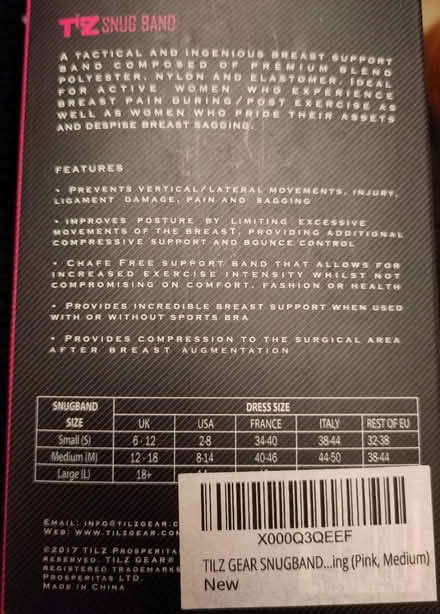 TiLZ SNUG BAND
A TACTICAL AND INGENIOUS BREAST SUPPORT
BAND COMPOSED OF PREMIUM BLEND
POLYESTER, NYLON AND ELASTOMER. IDEAL
FOR ACTIVE WOMEN WHO EXPERIENCE
BREAST PAIN DURING/POST EXERCISE AS
WELL AS WOMEN WHO PRIDE THEIR ASSETS
AND DESPISE BREAST SAGGING.
FEATURES
• PREVENTS VERTICAL/LATERAL MOVEMENTS, INJURY,
LIGAMENT DAMAGE, PAIN AND SAGGING
• IMPROVES POSTURE BY LIMITING EXCESSIVE
MOVEMENTS OF THE BREAST, PROVIDING ADDITIONAL
COMPRESSIVE SUPPORT AND BOUNCE CONTROL
• CHAFE FREE SUPPORT BAND THAT ALLOWS FOR
INCREASED EXERCISE INTENSITY WHILST NOT
COMPROMISING ON COMFORT, FASHION OR HEALTH
• PROVIDES INCREDIBLE BREAST SUPPORT WHEN USED
WITH OR WITHOUT SPORTS BRA
• PROVIDES COMPRESSION TO THE SURGICAL AREA
AFTER BREAST AUGMENTATION
SNUGBAND SIZE DRESS SIZE
UK USA FRANCE ITALY REST OF EU
Small (S) 6-12 2-8 34-40 38-44 32-38
Medium (M) 12-18 8-14 40-46 44-50 38-44
Large (L) 18+
EMAIL: INFO@TILZGEAR.C
WEB: WWW.TILZGEAR.CO
©2017 TILZ PROSPERITA
RESERVED. TILZ GEAR®
REGISTERED TRADEMARKS
PROSPERITAS LTD.
MADE IN CHINA
X000Q3QEEF
TILZ GEAR SNUGBAND...ing (Pink, Medium)
New